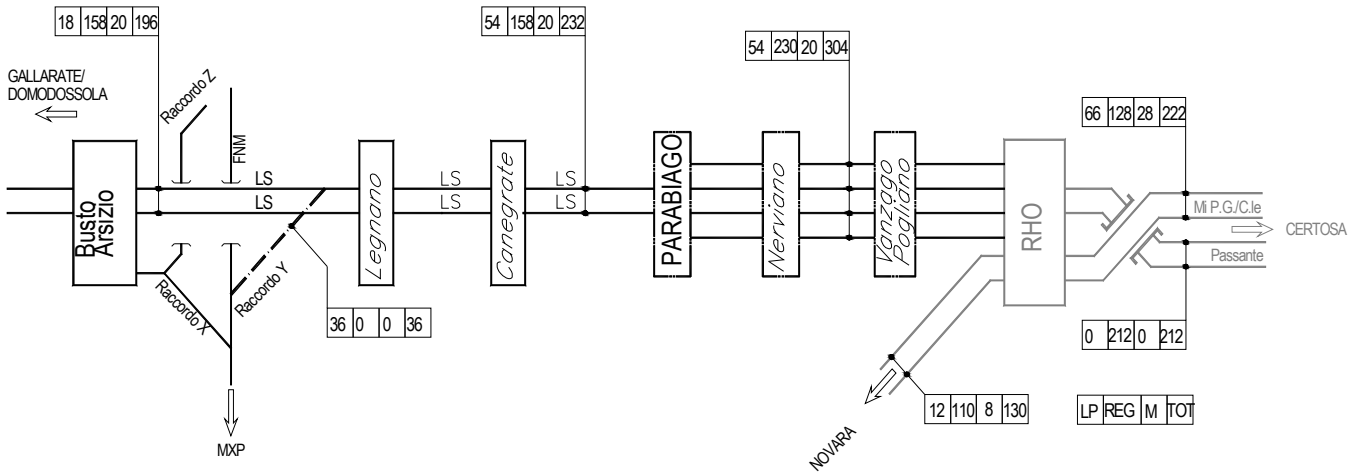 18 158 20 196
54 158 20 232
54 230 20 304
GALLARATE/
DOMODOSSOLA
Raccordo Z
FNM
66 128 28 222
LS
LS
LS
LS
LS
LS
Busto
Arsizio
Legnano
Canegrate
PARABIAGO
Nerviano
Vanzago
Pogliano
RHO
Mi P.G./C.le
CERTOSA
Passante
Raccordo X
Raccordo Y
36 0 0 36
0 212 0 212
12 110 8 130
LP REG M TOT
NOVARA
MXP